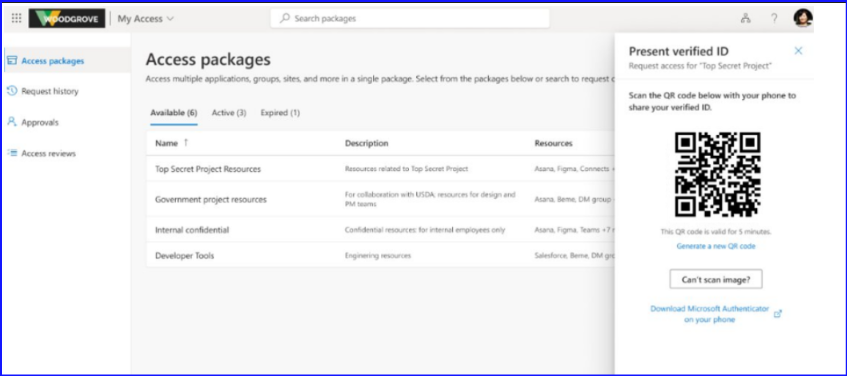 WOODGROVE
My Access
Search packages
?
Access packages
Request history
Approvals
Access reviews
Access packages
Access multiple applications, groups, sites, and more in a single package. Select from the packages below or search to request
Available (6) Active (3) Expired (1)
Name ↑ Description Resources
Top Secret Project Resources Resources related to Top Secret Project Asana, Figma, Connects +
Government project resources For collaboration with USDA; resources for design and
PM teams Asana, Beme, DM group
Internal confidential Confidential resources: for internal employees only Asana, Figma, Teams +7
Developer Tools Enginering resources Salesforce, Beme, DM
Present verified ID
Request access for "Top Secret Project"
Scan the QR code below with your phone to
share your verified ID.
This QR code is valid for 5 minutes.
Generate a new QR code
Can't scan image?
Download Microsoft Authenticator
on your phone